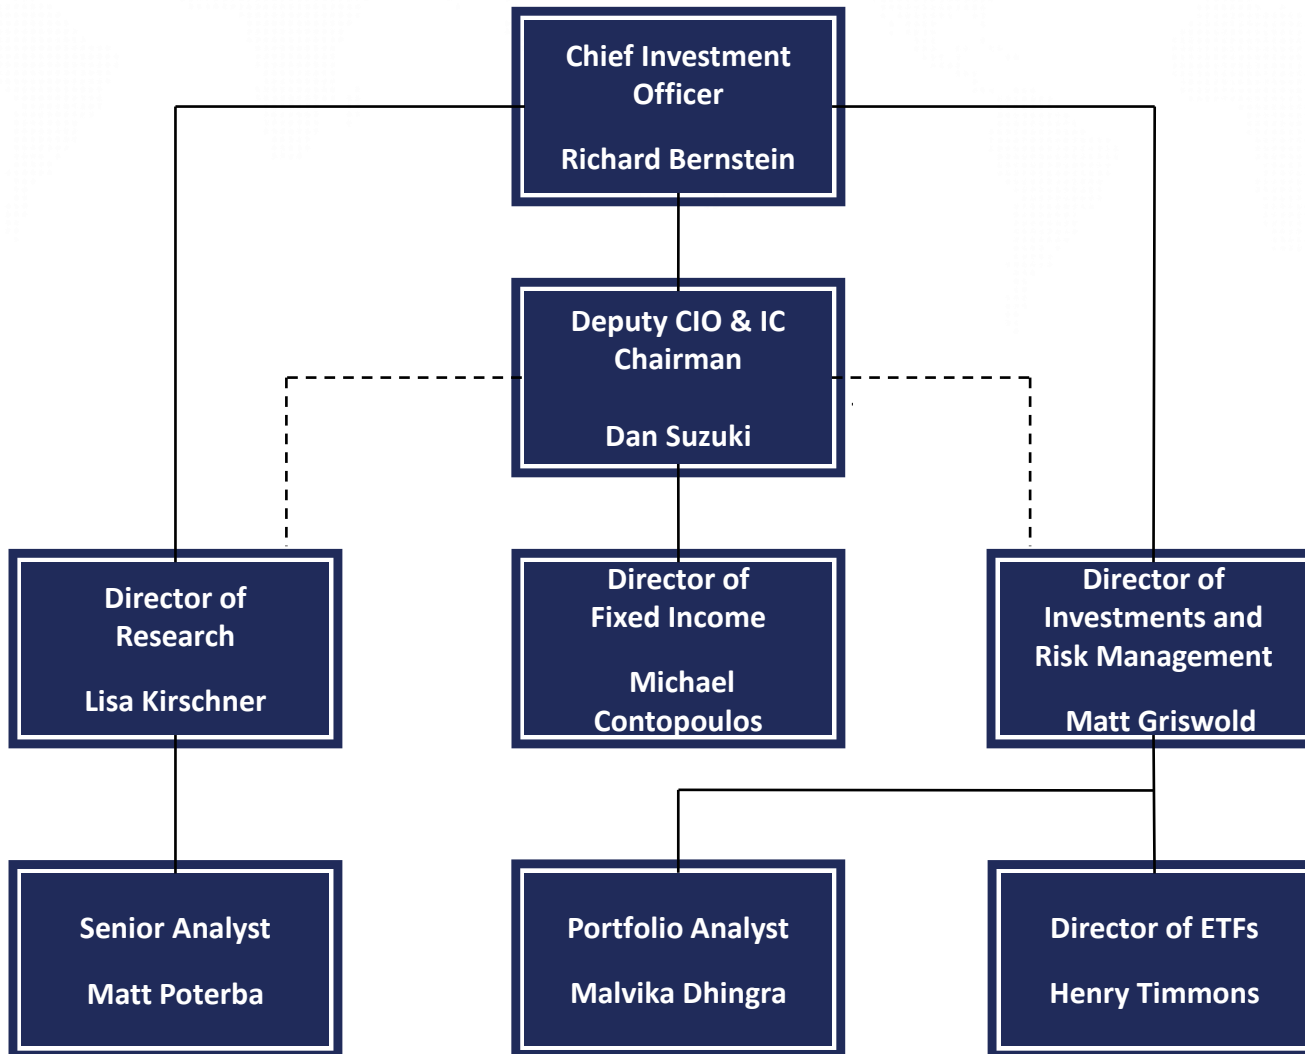 Chief Investment
Officer
Richard Bernstein
Deputy CIO & IC
Chairman
Dan Suzuki
Director of
Research
Lisa Kirschner
Director of
Fixed Income
Michael
Contopoulos
Director of
Investments and
Risk Management
Matt Griswold
Senior Analyst
Matt Poterba
Portfolio Analyst
Malvika Dhingra
Director of ETFs
Henry Timmons